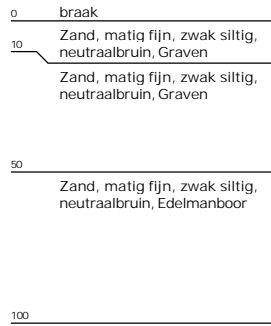 0 braak
10 Zand, matig fijn, zwak siltig,
neutraalbruin, Graven
Zand, matig fijn, zwak siltig,
neutraalbruin, Graven
50
Zand, matig fijn, zwak siltig,
neutraalbruin, Edelmanboor
100